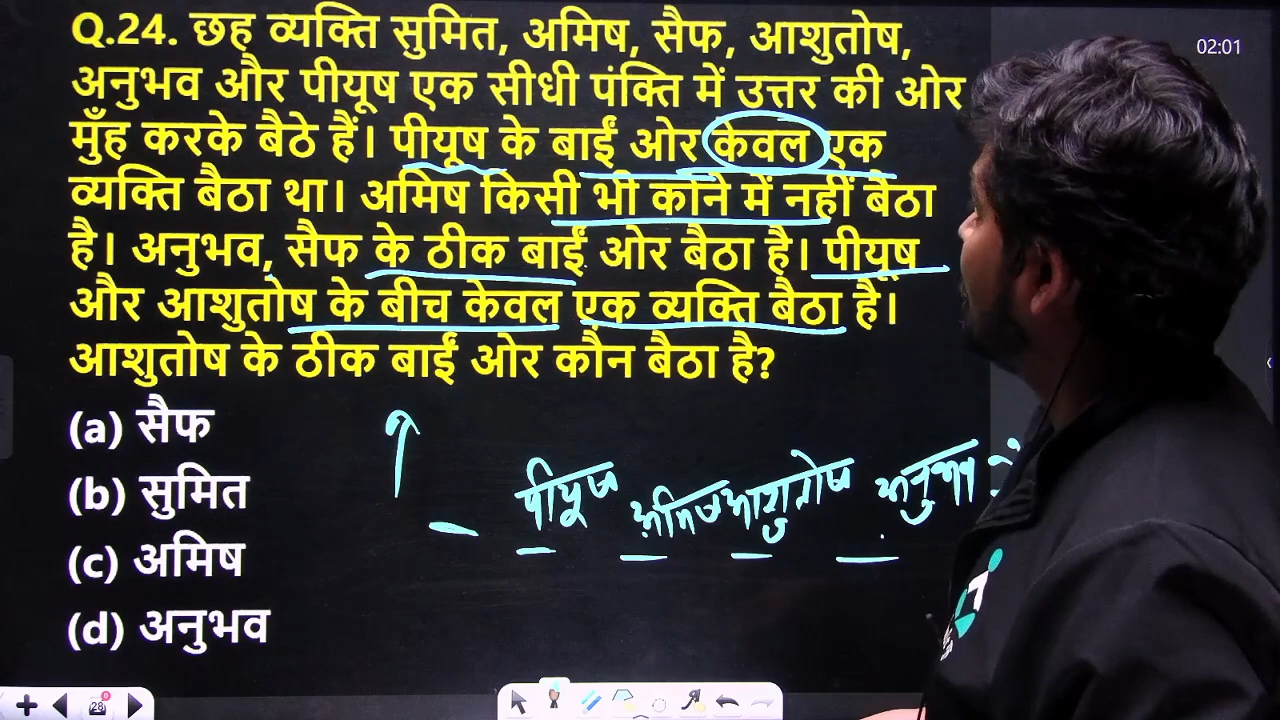 Q.24. छह व्यक्ति सुमित, अमिष, सैफ, आशुतोष,
अनुभव और पीयूष एक सीधी पंक्ति में उत्तर की ओर
मुँह करके बैठे हैं। पीयूष के बाईं ओर केवल एक
व्यक्ति बैठा था। अमिष किसी भी कोने में नहीं बैठा
है। अनुभव, सैफ के ठीक बाईं ओर बैठा है। पीयूष
और आशुतोष के बीच केवल एक व्यक्ति बैठा है।
आशुतोष के ठीक बाईं ओर कौन बैठा है?
(a) सैफ
(b) सुमित
(c) अमिष
(d) अनुभव
पीयूष अमिष आशुतोष अनुभव
02:01
28